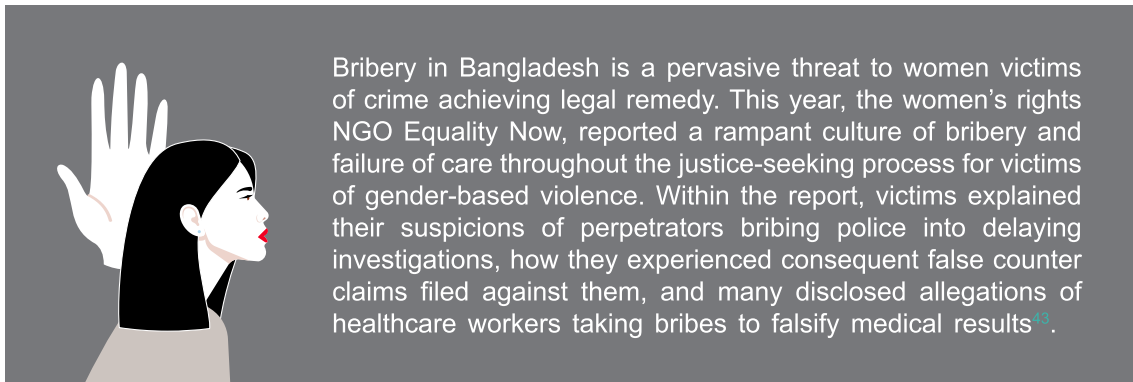 Bribery in Bangladesh is a pervasive threat to women victims
of crime achieving legal remedy. This year, the women’s rights
NGO Equality Now, reported a rampant culture of bribery and
failure of care throughout the justice-seeking process for victims
of gender-based violence. Within the report, victims explained
their suspicions of perpetrators bribing police into delaying
investigations, how they experienced consequent false counter
claims filed against them, and many disclosed allegations of
healthcare workers taking bribes to falsify medical results43.